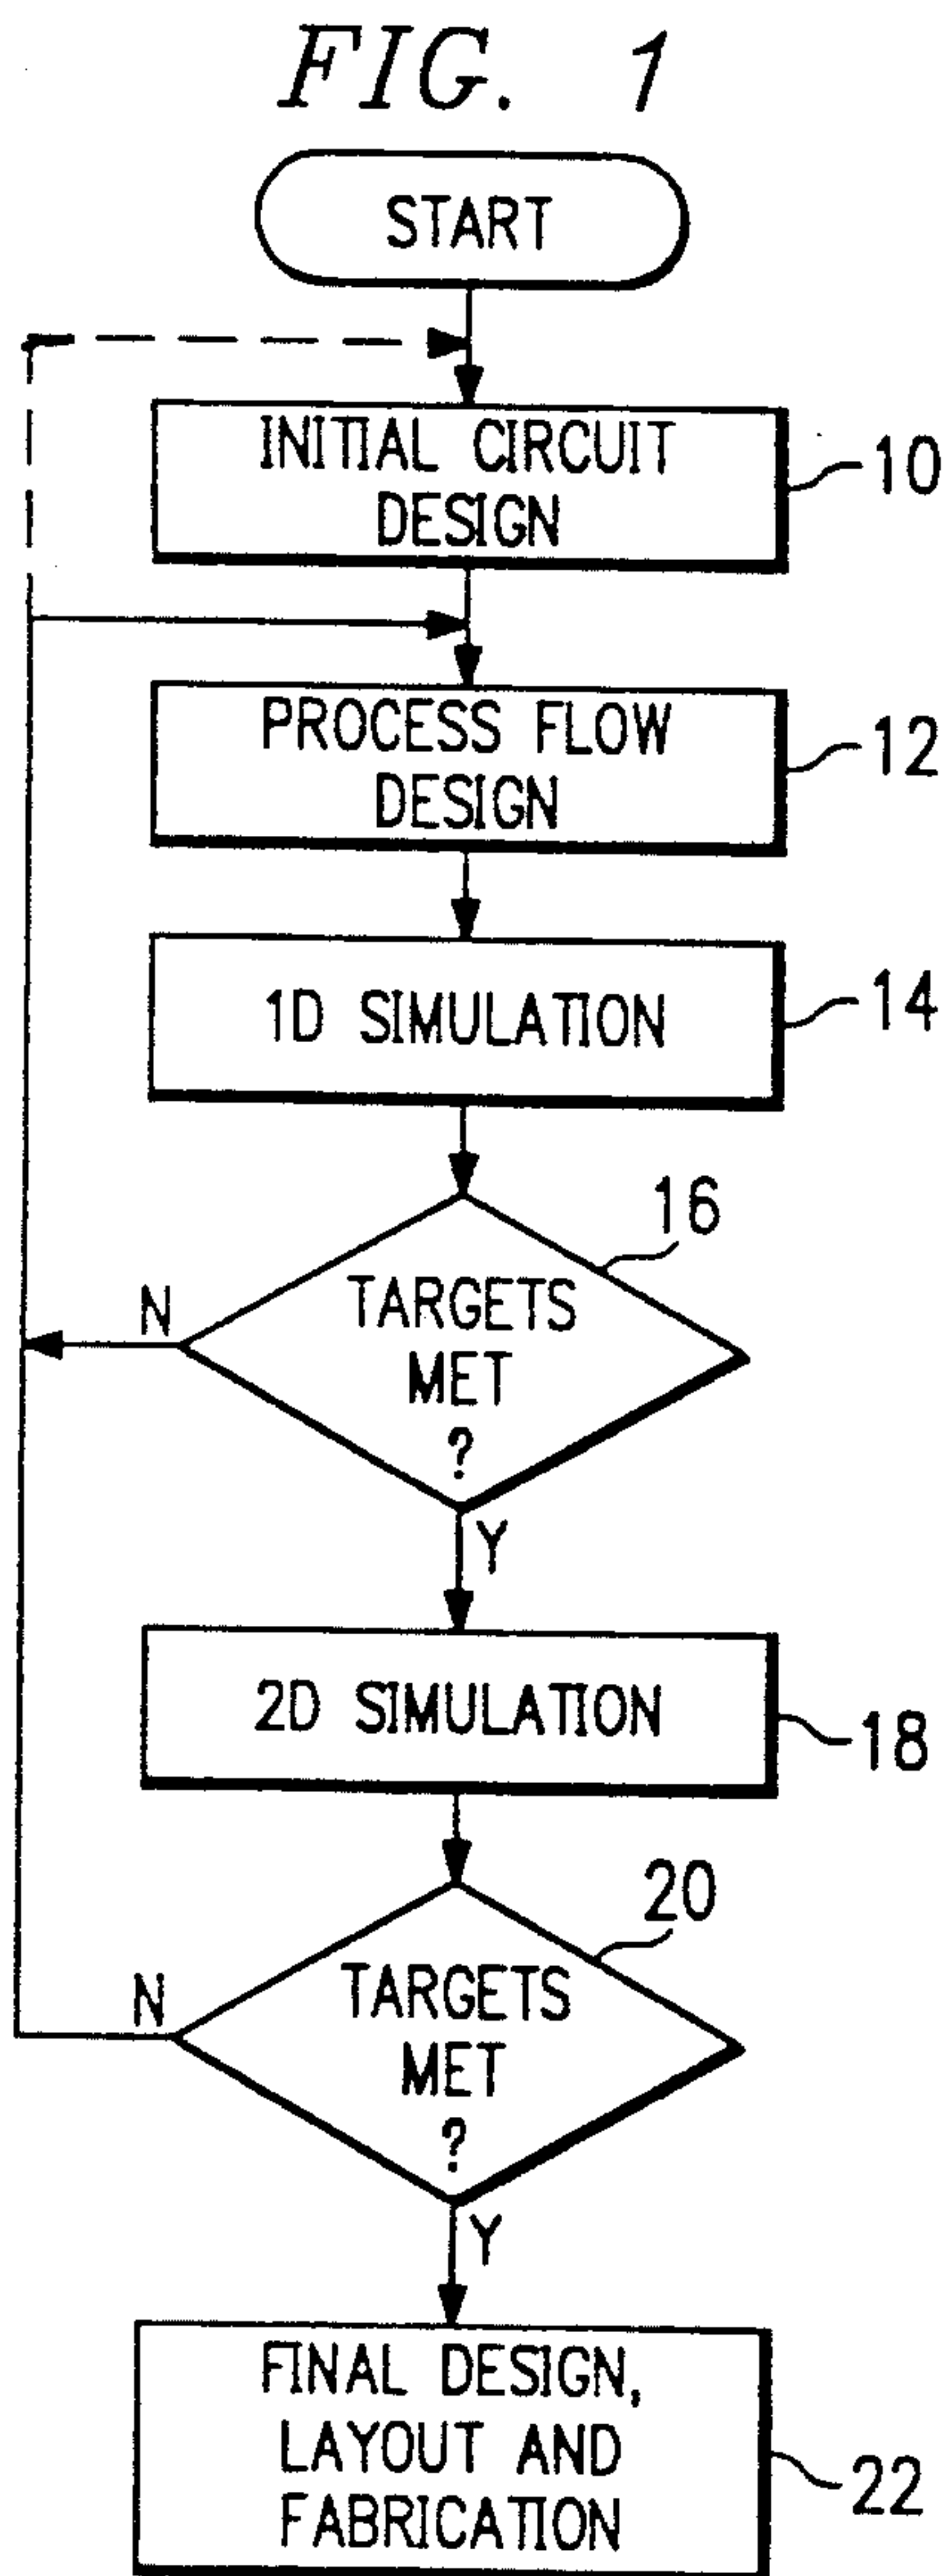 FIG. 1
START
INITIAL CIRCUIT
DESIGN
10
PROCESS FLOW
DESIGN
12
1D SIMULATION
14
16
TARGETS
MET
?
N
Y
2D SIMULATION
18
20
TARGETS
MET
?
N
Y
FINAL DESIGN,
LAYOUT AND
FABRICATION
22